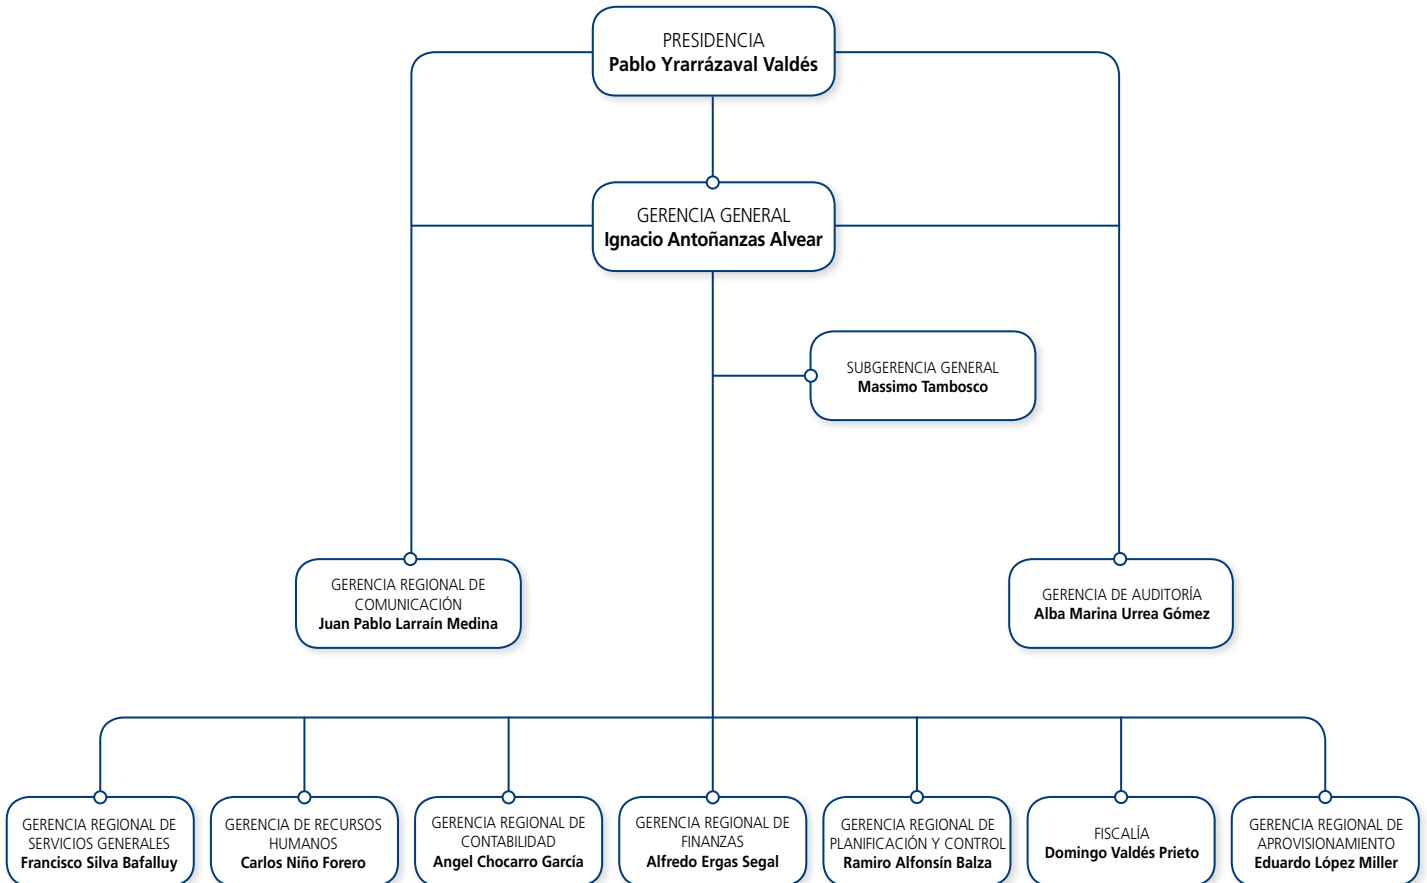 PRESIDENCIA
Pablo Yrarrázaval Valdés
GERENCIA GENERAL
Ignacio Antoñanzas Alvear
SUBGERENCIA GENERAL
Massimo Tambosco
GERENCIA REGIONAL DE
COMUNICACIÓN
Juan Pablo Larraín Medina
GERENCIA DE AUDITORÍA
Alba Marina Urrea Gómez
GERENCIA REGIONAL DE
SERVICIOS GENERALES
Francisco Silva Bafalluy
GERENCIA DE RECURSOS
HUMANOS
Carlos Niño Forero
GERENCIA REGIONAL DE
CONTABILIDAD
Angel Chocarro García
GERENCIA REGIONAL DE
FINANZAS
Alfredo Ergas Segal
GERENCIA REGIONAL DE
PLANIFICACIÓN Y CONTROL
Ramiro Alfonsín Balza
FISCALÍA
Domingo Valdés Prieto
GERENCIA REGIONAL DE
APROVISIONAMIENTO
Eduardo López Miller